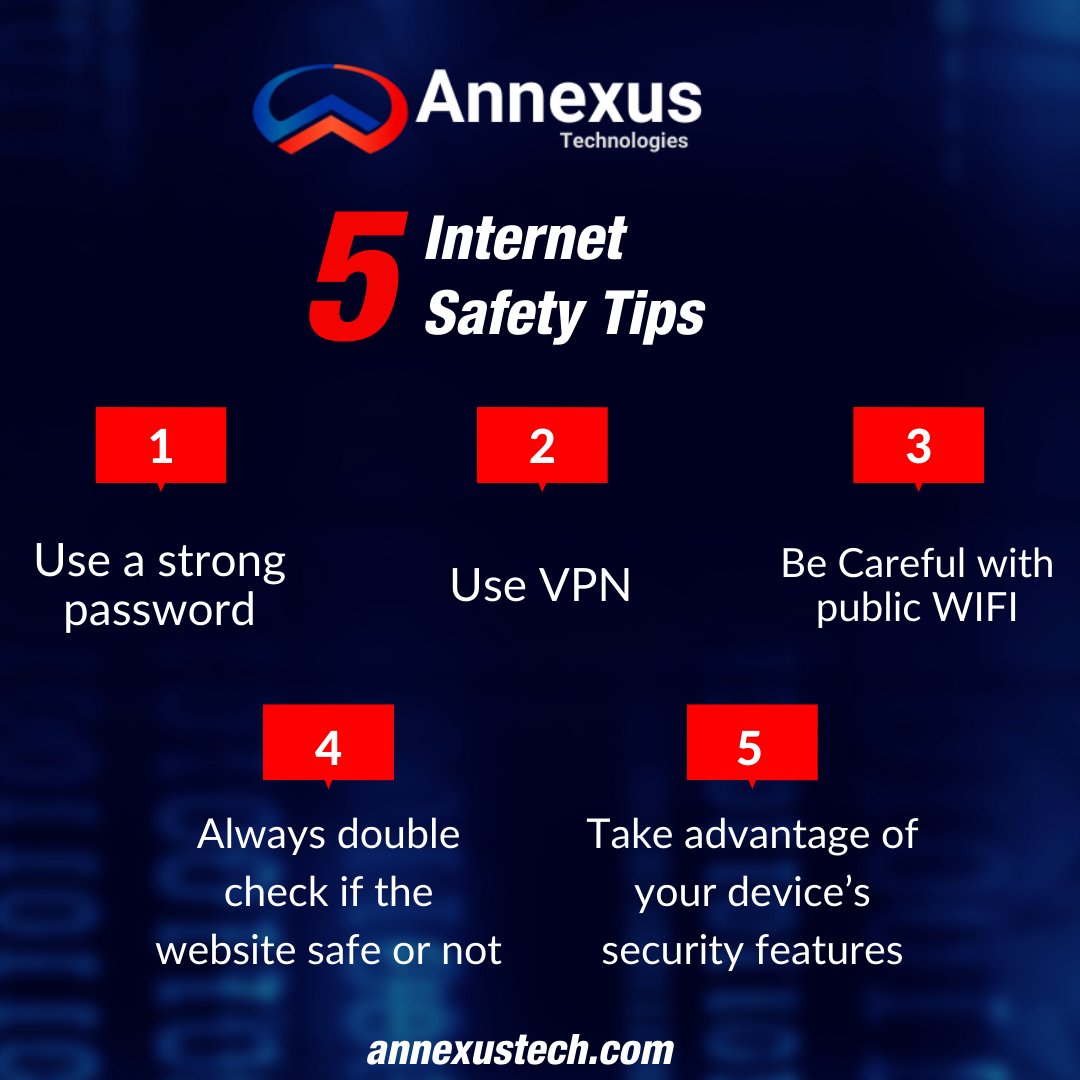 Annexus
Technologies
5
Internet
Safety Tips
1
Use a strong
password
2
Use VPN
3
Be Careful with
public WIFI
4
Always double
check if the
website safe or not
5
Take advantage of
your device’s
security features
annexustech.com